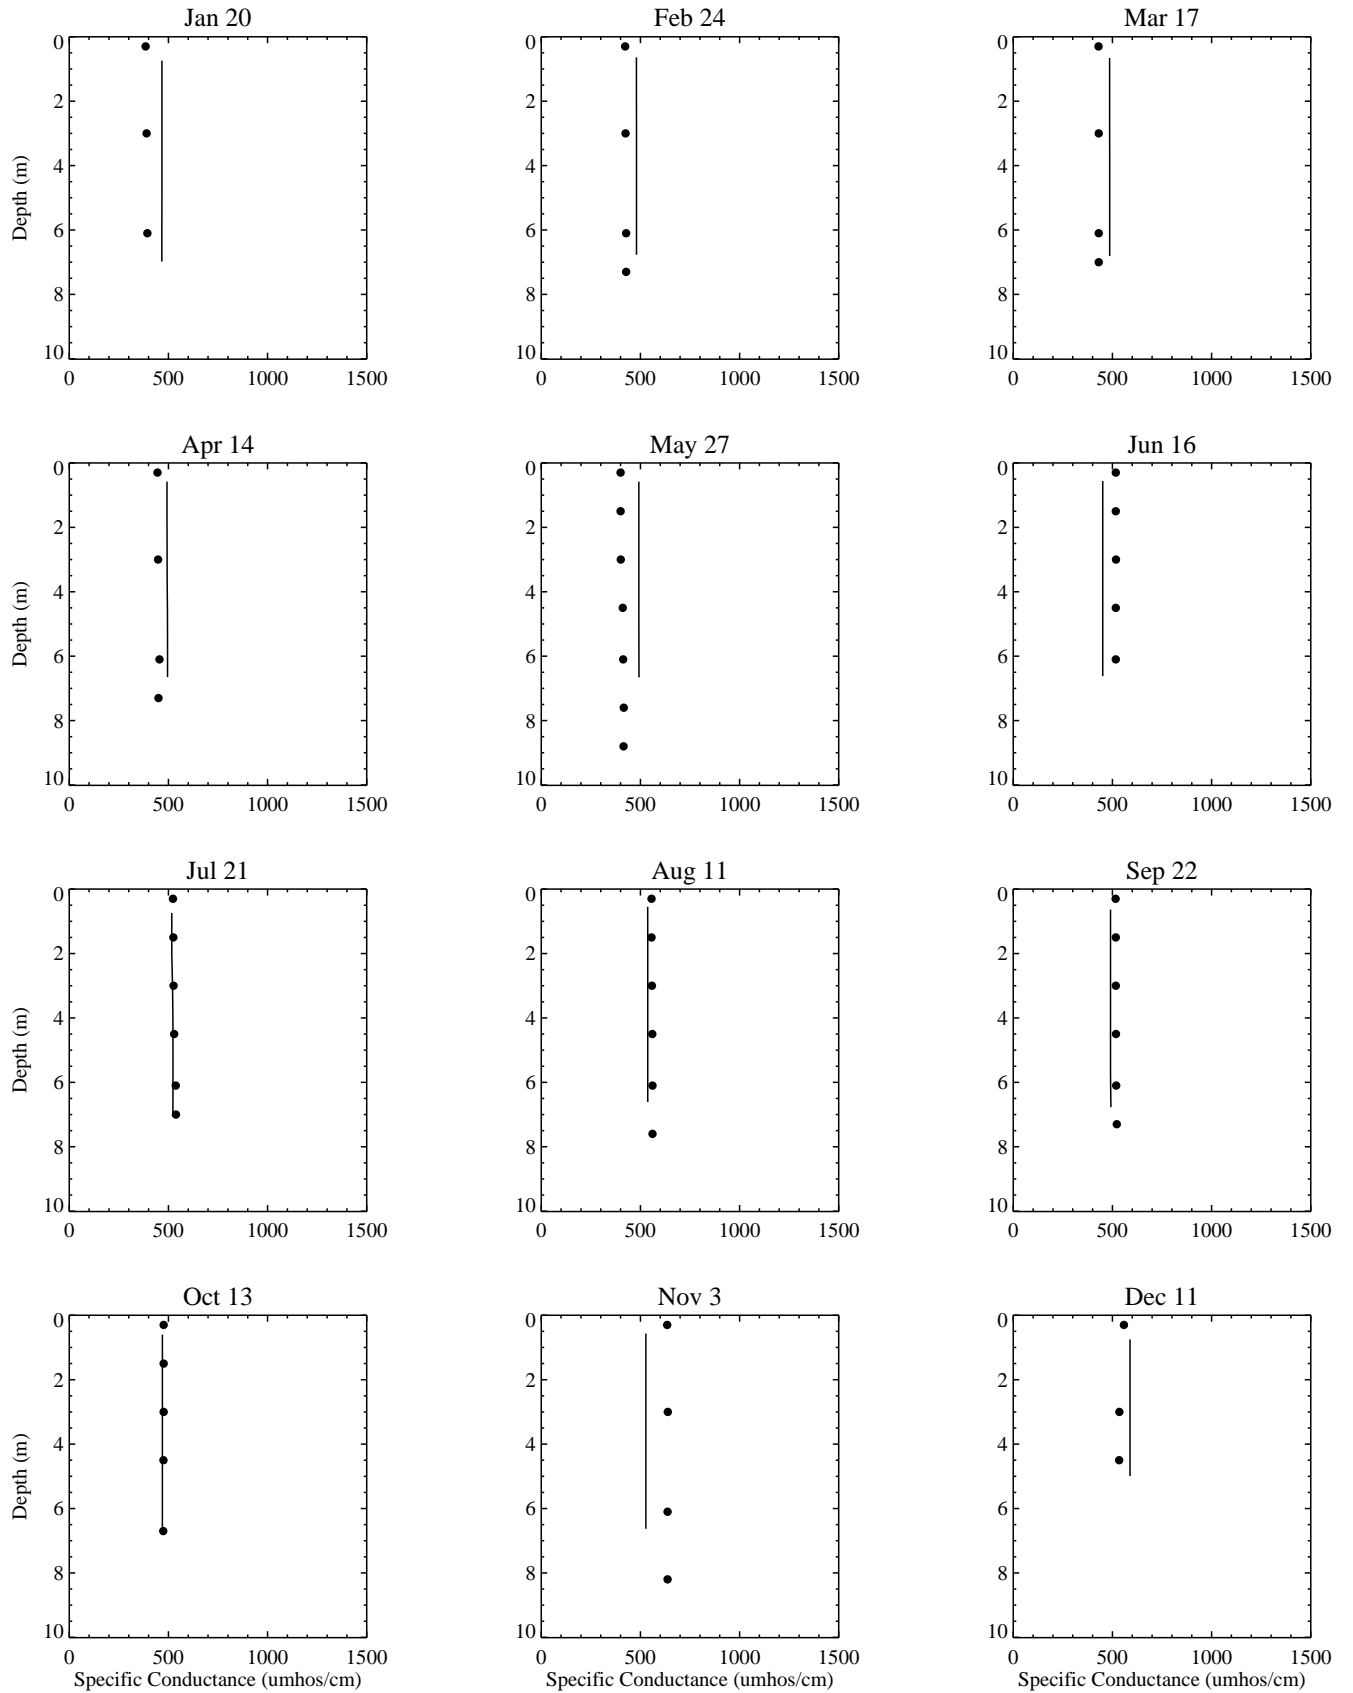 Jan 20 Feb 24 Mar 17
0 0 0
2 2 2
4 4 4
Depth (m)
6 6 6
8 8 8
10 10 10
0 500 1000 1500 0 500 1000 1500 0 500 1000 1500
Apr 14 May 27 Jun 16
0 0 0
2 2 2
4 4 4
Depth (m)
6 6 6
8 8 8
10 10 10
0 500 1000 1500 0 500 1000 1500 0 500 1000 1500
Jul 21 Aug 11 Sep 22
0 0 0
2 2 2
4 4 4
Depth (m)
6 6 6
8 8 8
10 10 10
0 500 1000 1500 0 500 1000 1500 0 500 1000 1500
Oct 13 Nov 3 Dec 11
0 0 0
2 2 2
4 4 4
Depth (m)
6 6 6
8 8 8
10 10 10
0 500 1000 1500 0 500 1000 1500 0 500 1000 1500
Specific Conductance (umhos/cm) Specific Conductance (umhos/cm) Specific Conductance (umhos/cm)